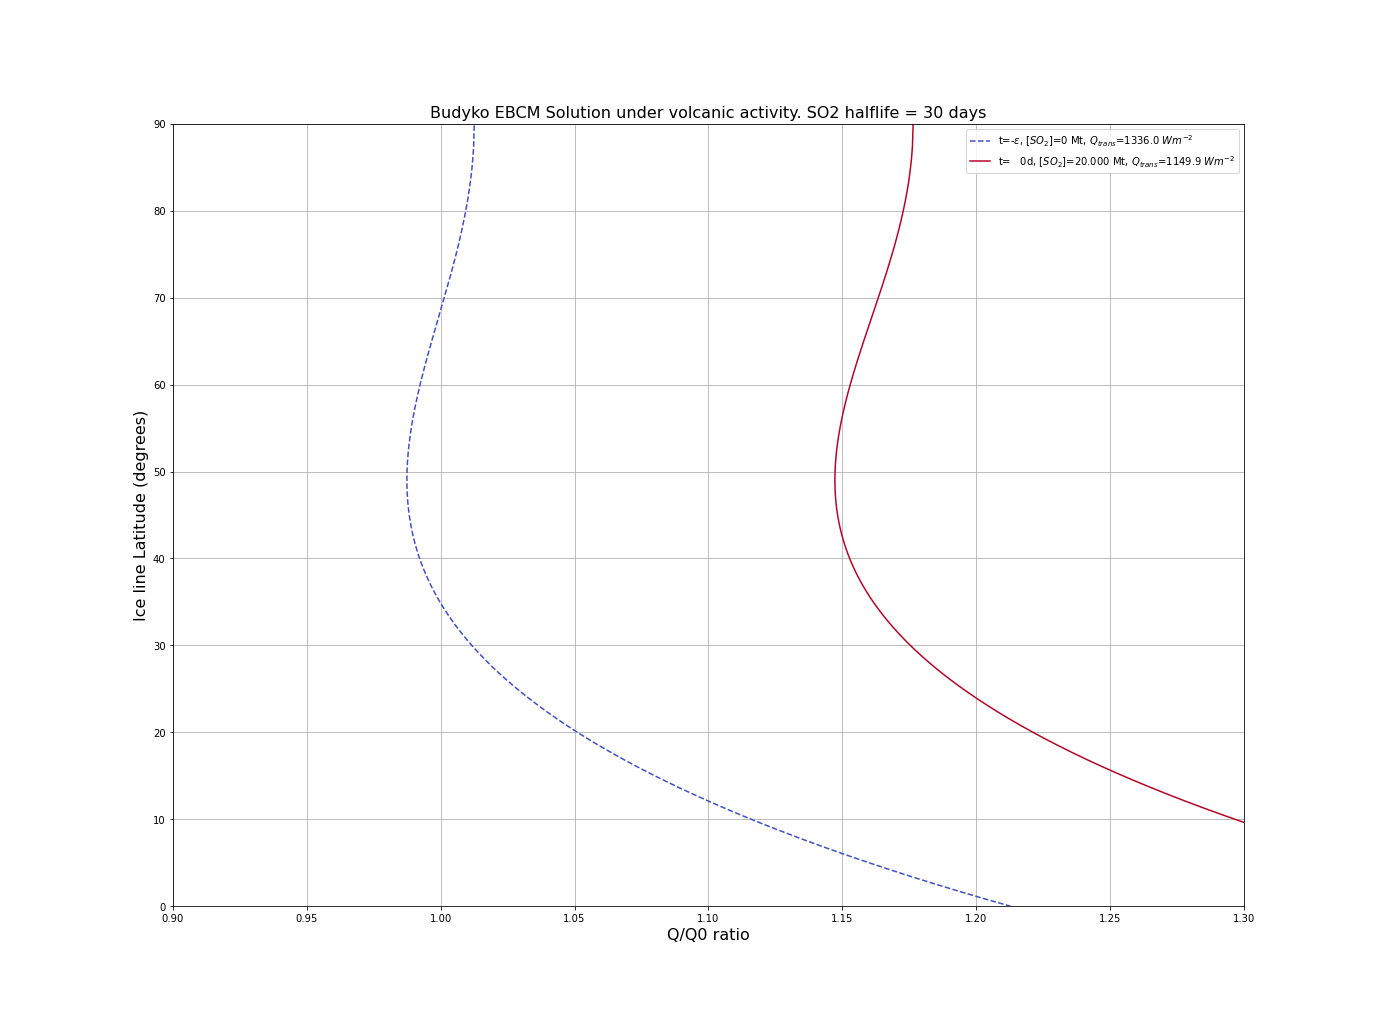 Budyko EBCM Solution under volcanic activity. SO2 halflife = 30 days
t=-ε, [SO₂]=0 Mt, Q_trans=1336.0 Wm⁻²
t=   0d, [SO₂]=20.000 Mt, Q_trans=1149.9 Wm⁻²
90
80
70
60
50
40
30
20
10
0
Ice line Latitude (degrees)
0.90 0.95 1.00 1.05 1.10 1.15 1.20 1.25 1.30
Q/Q0 ratio